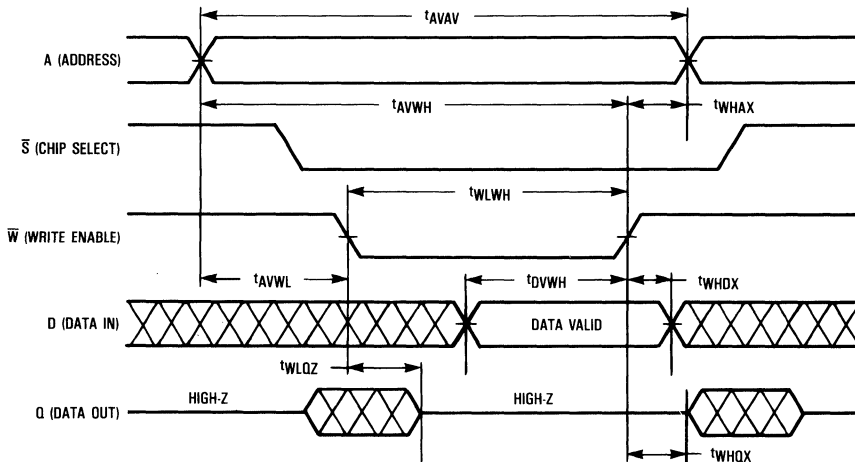 tAVAV
A (ADDRESS)
tAVWH
tWHAX
S̅ (CHIP SELECT)
tWLWH
W̅ (WRITE ENABLE)
tAVWL
tDVWH
tWHDX
D (DATA IN)
DATA VALID
tWLQZ
HIGH-Z
HIGH-Z
Q (DATA OUT)
tWHQX